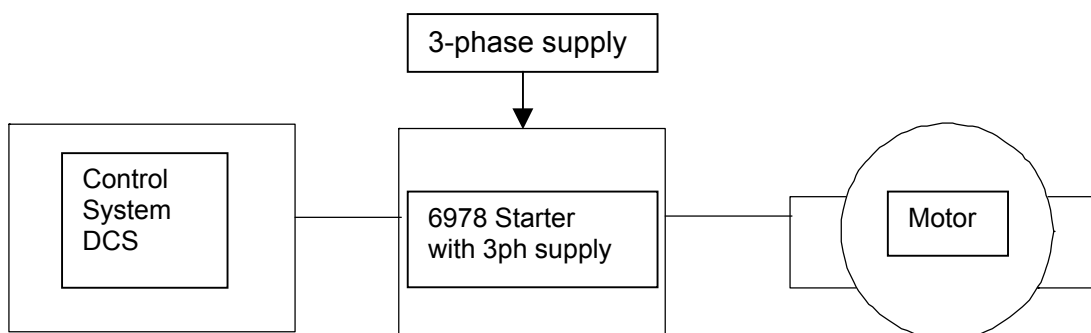 3-phase supply
Control
System
DCS
6978 Starter
with 3ph supply
Motor